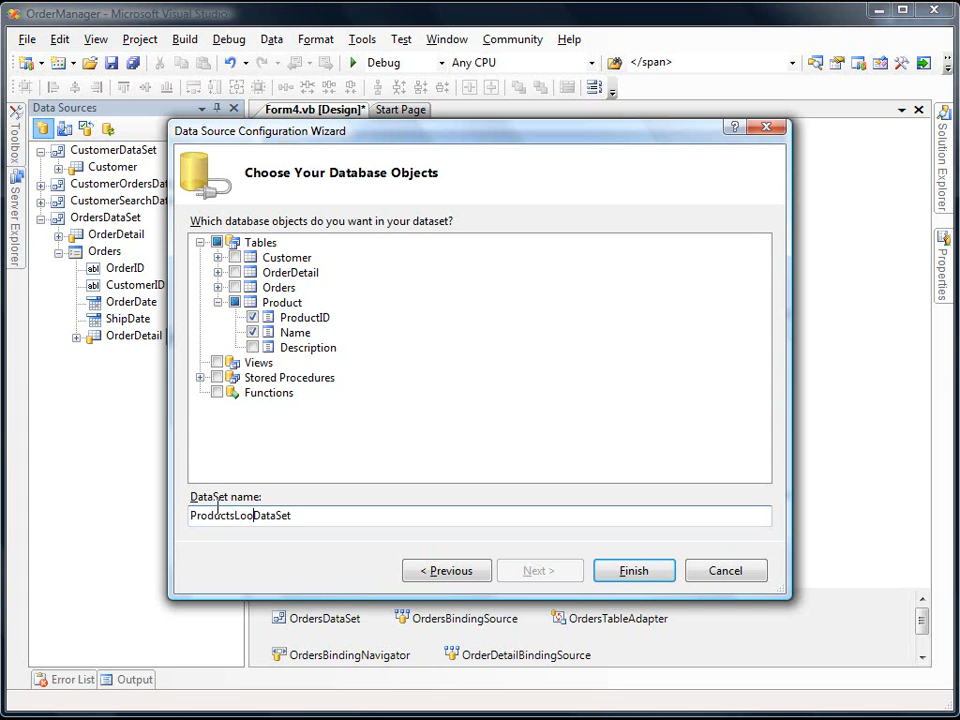 OrderManager - Microsoft Visual Studio
File Edit View Project Build Debug Data Format Tools Test Window Community Help
Debug Any CPU </span>
Data Sources
Form4.vb [Design]* Start Page
Toolbox
Server Explorer
Solution Explorer
Properties
CustomerDataSet
Customer
CustomerOrdersDat
CustomerSearchDa
OrdersDataSet
OrderDetail
Orders
OrderID
CustomerID
OrderDate
ShipDate
OrderDetail
Data Source Configuration Wizard
Choose Your Database Objects
Which database objects do you want in your dataset?
Tables
Customer
OrderDetail
Orders
Product
ProductID
Name
Description
Views
Stored Procedures
Functions
DataSet name:
ProductsLooDataSet
< Previous Next > Finish Cancel
OrdersDataSet OrdersBindingSource OrdersTableAdapter
OrdersBindingNavigator OrderDetailBindingSource
Error List Output